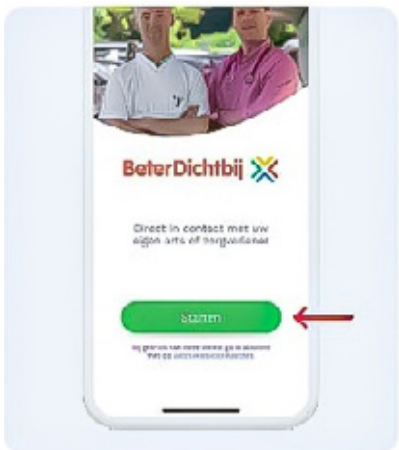 BeterDichtbij
Direct in contact met uw
eigen arts of zorgverlener
Starten